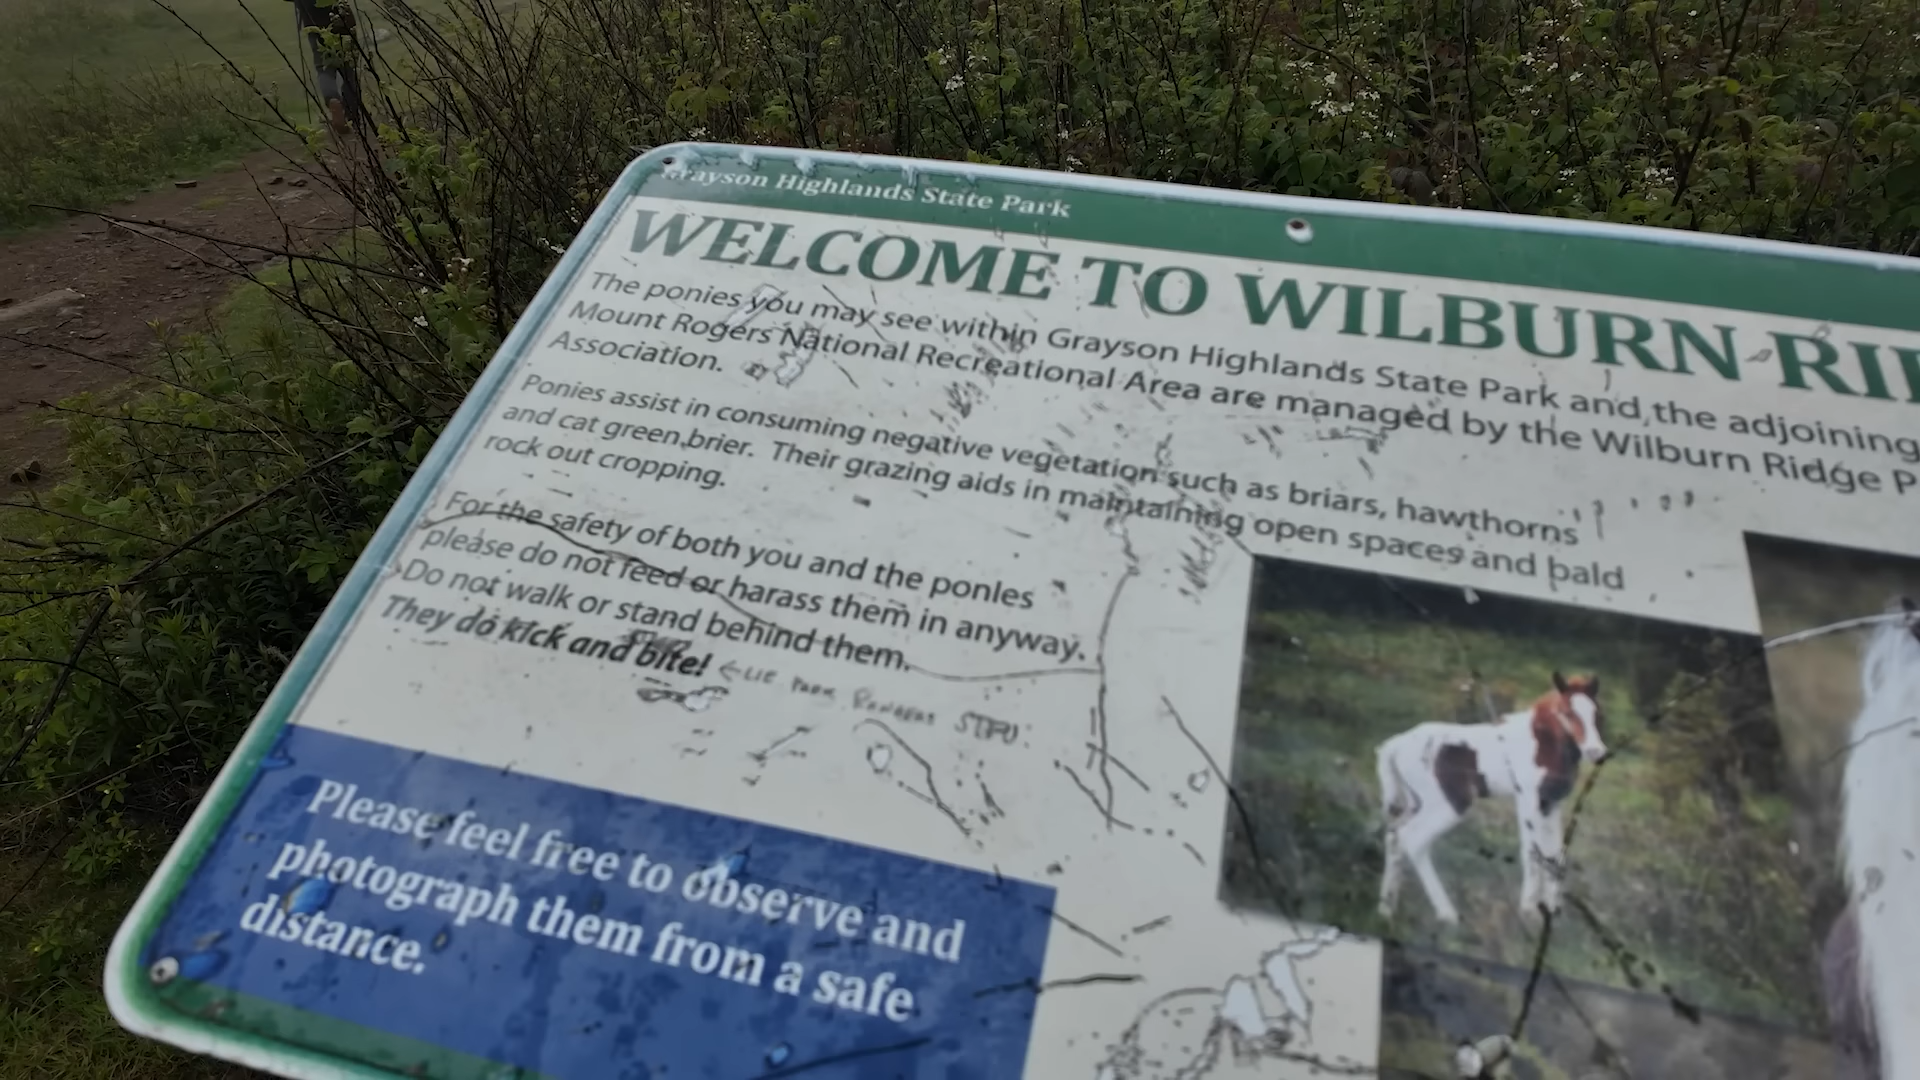 Grayson Highlands State Park
WELCOME TO WILBURN RI
The ponies you may see within Grayson Highlands State Park and the adjoining
Mount Rogers National Recreational Area are managed by the Wilburn Ridge P
Association.
Ponies assist in consuming negative vegetation such as briars, hawthorns
and cat green brier. Their grazing aids in maintaining open spaces and bald
rock out cropping.
For the safety of both you and the ponies
please do not feed or harass them in anyway.
Do not walk or stand behind them.
They do kick and bite!
← LIE PARK RANGERS STFU.
Please feel free to observe and
photograph them from a safe
distance.